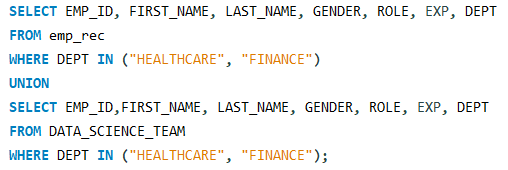 SELECT EMP_ID, FIRST_NAME, LAST_NAME, GENDER, ROLE, EXP, DEPT
FROM emp_rec
WHERE DEPT IN ("HEALTHCARE", "FINANCE")
UNION
SELECT EMP_ID,FIRST_NAME, LAST_NAME, GENDER, ROLE, EXP, DEPT
FROM DATA_SCIENCE_TEAM
WHERE DEPT IN ("HEALTHCARE", "FINANCE");